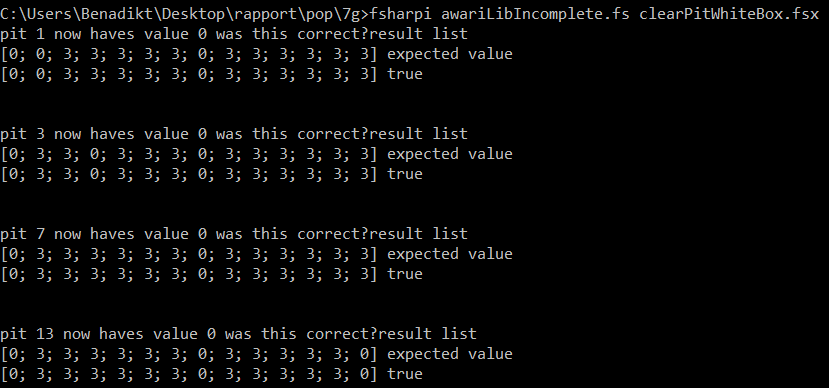 C:\Users\Benadikt\Desktop\rapport\pop\7g>fsharpi awariLibIncomplete.fs clearPitWhiteBox.fsx
pit 1 now haves value 0 was this correct?result list
[0; 0; 3; 3; 3; 3; 3; 0; 3; 3; 3; 3; 3; 3] expected value
[0; 0; 3; 3; 3; 3; 3; 0; 3; 3; 3; 3; 3; 3] true
pit 3 now haves value 0 was this correct?result list
[0; 3; 3; 0; 3; 3; 3; 0; 3; 3; 3; 3; 3; 3] expected value
[0; 3; 3; 0; 3; 3; 3; 0; 3; 3; 3; 3; 3; 3] true
pit 7 now haves value 0 was this correct?result list
[0; 3; 3; 3; 3; 3; 3; 0; 3; 3; 3; 3; 3; 3] expected value
[0; 3; 3; 3; 3; 3; 3; 0; 3; 3; 3; 3; 3; 3] true
pit 13 now haves value 0 was this correct?result list
[0; 3; 3; 3; 3; 3; 3; 0; 3; 3; 3; 3; 3; 0] expected value
[0; 3; 3; 3; 3; 3; 3; 0; 3; 3; 3; 3; 3; 0] true